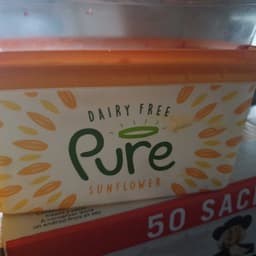 DAIRY FREE
Pure
SUNFLOWER
50 SAC